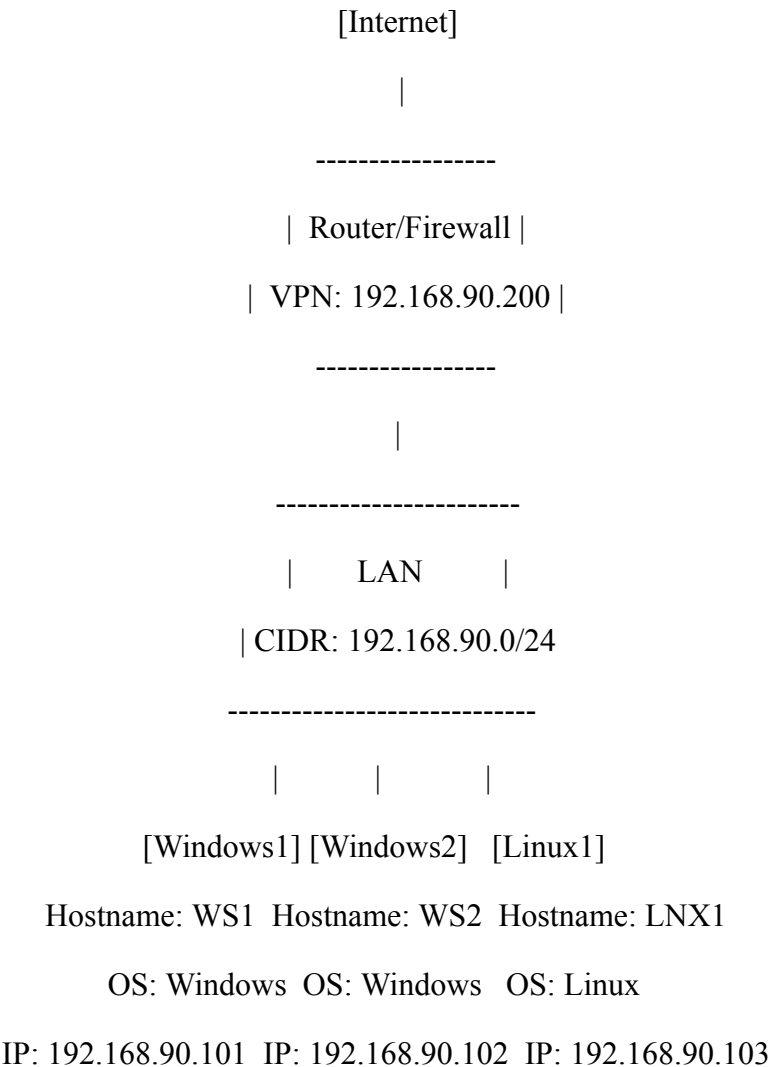 [Internet]
|
-----------------
| Router/Firewall |
| VPN: 192.168.90.200 |
-----------------
|
-----------------------
| LAN |
| CIDR: 192.168.90.0/24
-----------------------------
| | |
[Windows1] [Windows2] [Linux1]
Hostname: WS1 Hostname: WS2 Hostname: LNX1
OS: Windows OS: Windows OS: Linux
IP: 192.168.90.101 IP: 192.168.90.102 IP: 192.168.90.103